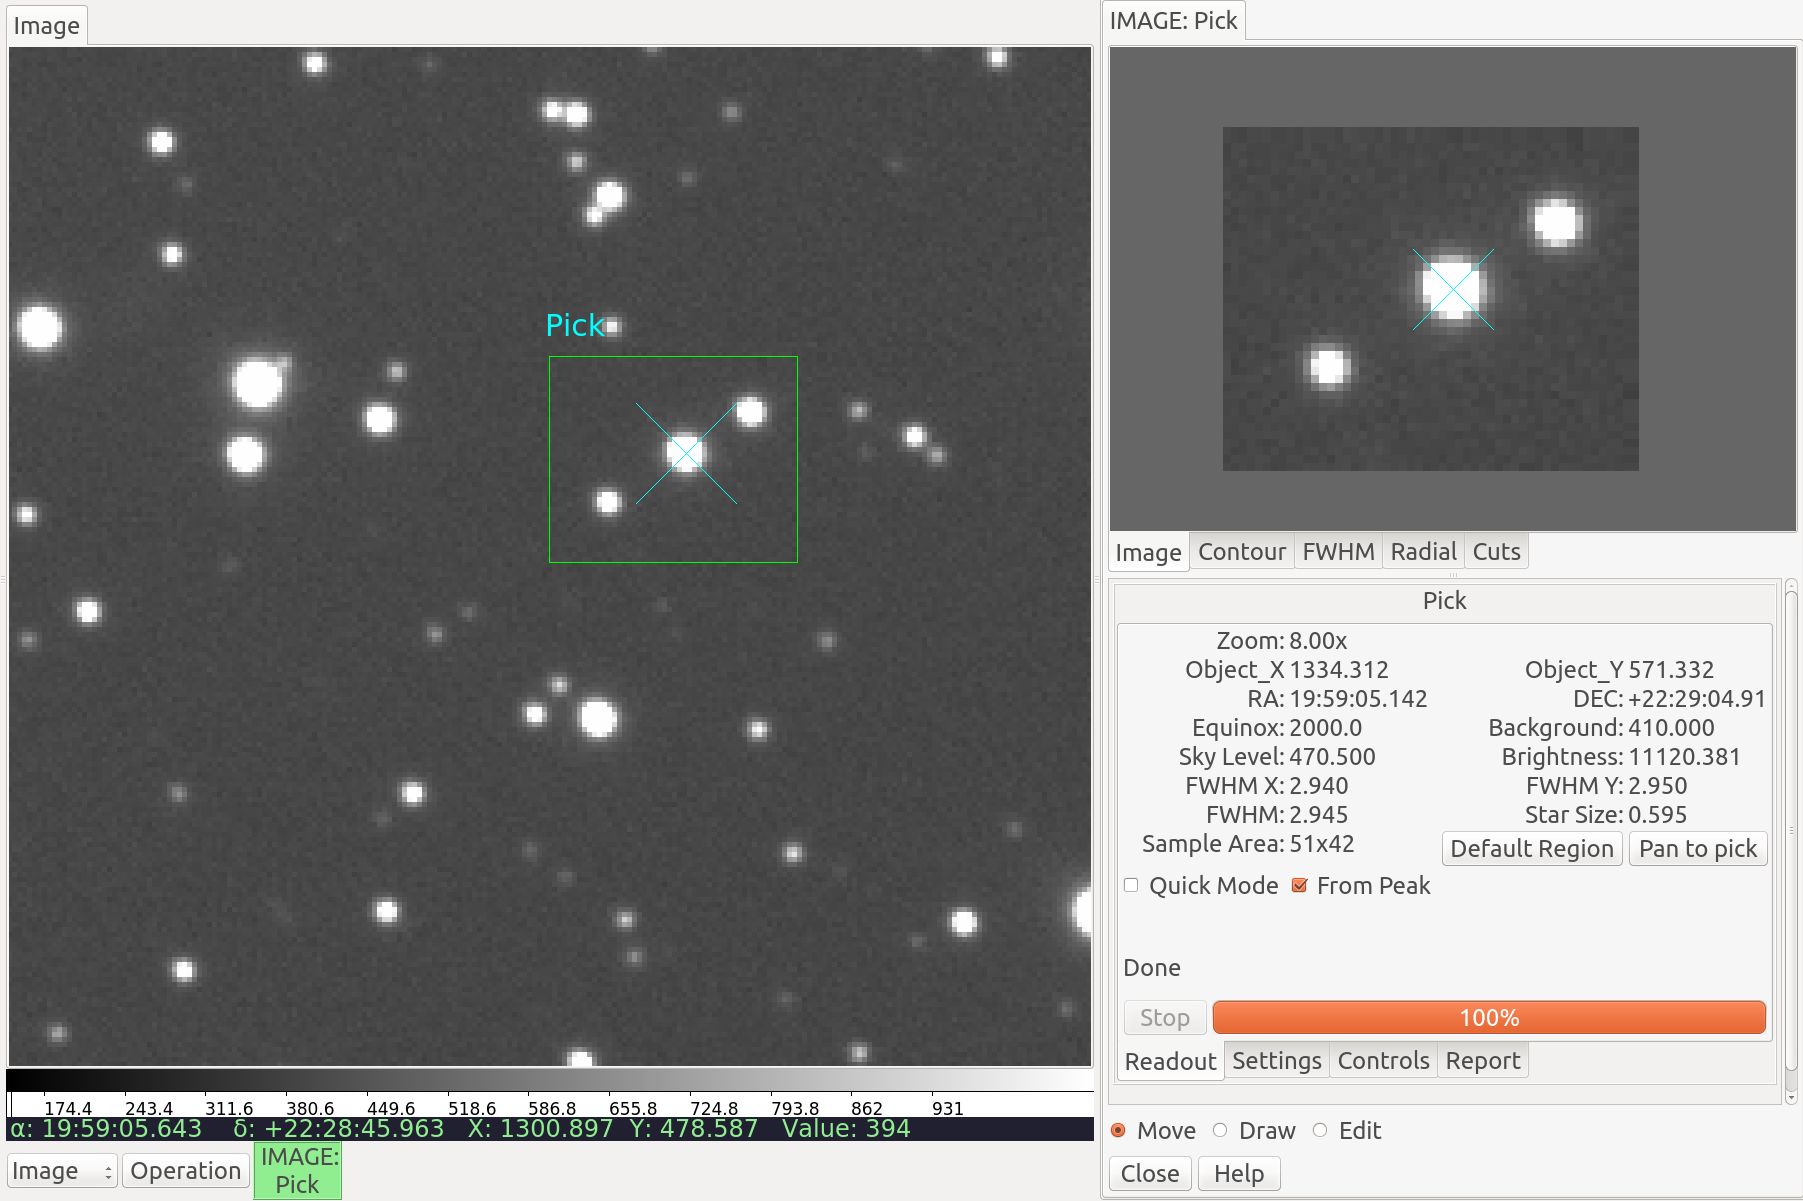 Image
Pick
174.4 243.4 311.6 380.6 449.6 518.6 586.8 655.8 724.8 793.8 862 931
α: 19:59:05.643 δ: +22:28:45.963 X: 1300.897 Y: 478.587 Value: 394
Image Operation IMAGE: Pick
IMAGE: Pick
Image Contour FWHM Radial Cuts
Pick
Zoom: 8.00x
Object_X 1334.312 Object_Y 571.332
RA: 19:59:05.142 DEC: +22:29:04.91
Equinox: 2000.0 Background: 410.000
Sky Level: 470.500 Brightness: 11120.381
FWHM X: 2.940 FWHM Y: 2.950
FWHM: 2.945 Star Size: 0.595
Sample Area: 51x42 Default Region Pan to pick
Quick Mode From Peak
Done
Stop 100%
Readout Settings Controls Report
Move Draw Edit
Close Help